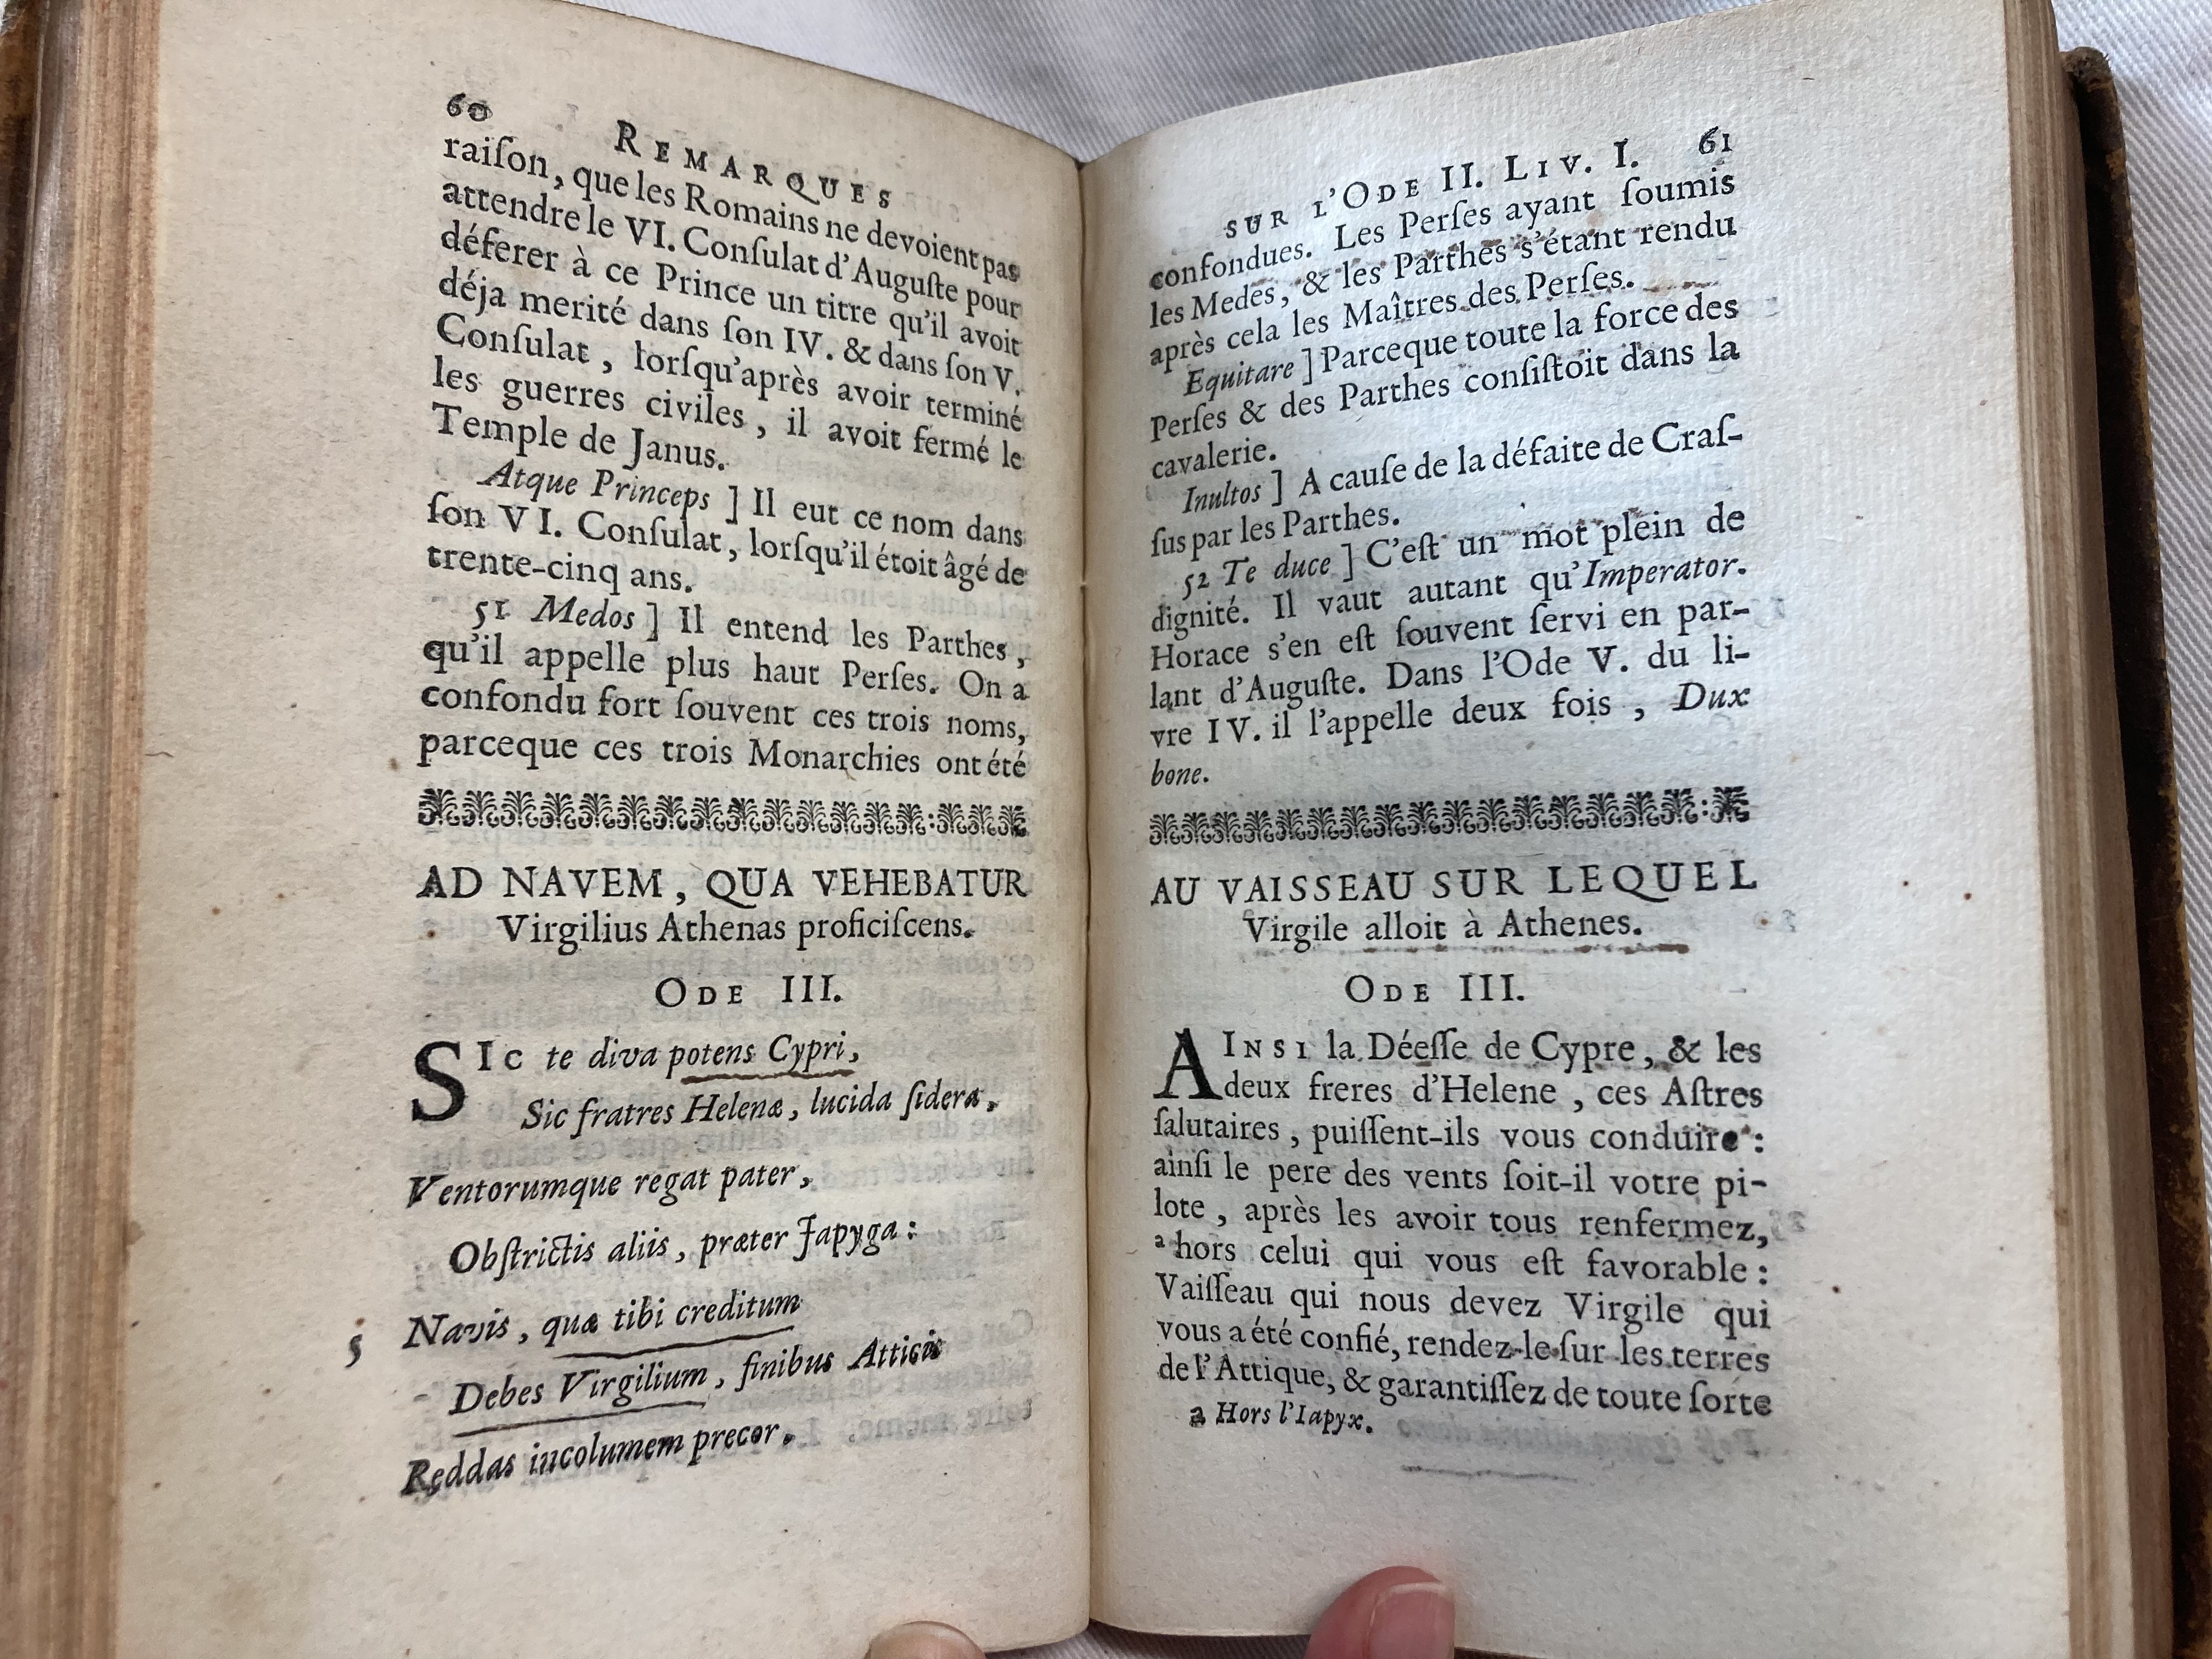 60
REMARQUES
raiſon, que les Romains ne devoient pas
attendre le VI. Conſulat d'Auguſte pour
déferer à ce Prince un titre qu'il avoit
déja merité dans ſon IV. & dans ſon V.
Conſulat, lorſqu'après avoir terminé
les guerres civiles, il avoit fermé le
Temple de Janus.
Atque Princeps ] Il eut ce nom dans
ſon VI. Conſulat, lorſqu'il étoit âgé de
trente-cinq ans.
51 Medos ] Il entend les Parthes,
qu'il appelle plus haut Perſes. On a
confondu fort ſouvent ces trois noms,
parceque ces trois Monarchies ont été
AD NAVEM, QUA VEHEBATUR
Virgilius Athenas proficiſcens.
ODE III.
SIC te diva potens Cypri,
Sic fratres Helenæ, lucida ſidera,
Ventorumque regat pater,
Obſtrictis aliis, præter Japyga:
5 Navis, quæ tibi creditum
Debes Virgilium, finibus Atticis
Reddas incolumem precor.
SUR L'ODE II. LIV. I. 61
confondues. Les Perſes ayant ſoumis
les Medes, & les Parthes s'étant rendu
après cela les Maîtres des Perſes.
Equitare ] Parceque toute la force des
Perſes & des Parthes conſiſtoit dans la
cavalerie.
Inultos ] A cauſe de la défaite de Craſ-
ſus par les Parthes.
52 Te duce ] C'eſt un mot plein de
dignité. Il vaut autant qu'Imperator.
Horace s'en eſt ſouvent ſervi en par-
lant d'Auguſte. Dans l'Ode V. du li-
vre IV. il l'appelle deux fois, Dux
bone.
AU VAISSEAU SUR LEQUEL
Virgile alloit à Athenes.
ODE III.
AINSI la Déeſſe de Cypre, & les
deux freres d'Helene, ces Aſtres
ſalutaires, puiſſent-ils vous conduire:
ainſi le pere des vents ſoit-il votre pi-
lote, après les avoir tous renfermez,
a hors celui qui vous eſt favorable:
Vaiſſeau qui nous devez Virgile qui
vous a été confié, rendez-le ſur les terres
de l'Attique, & garantiſſez de toute ſorte
a Hors l'Iapyx.